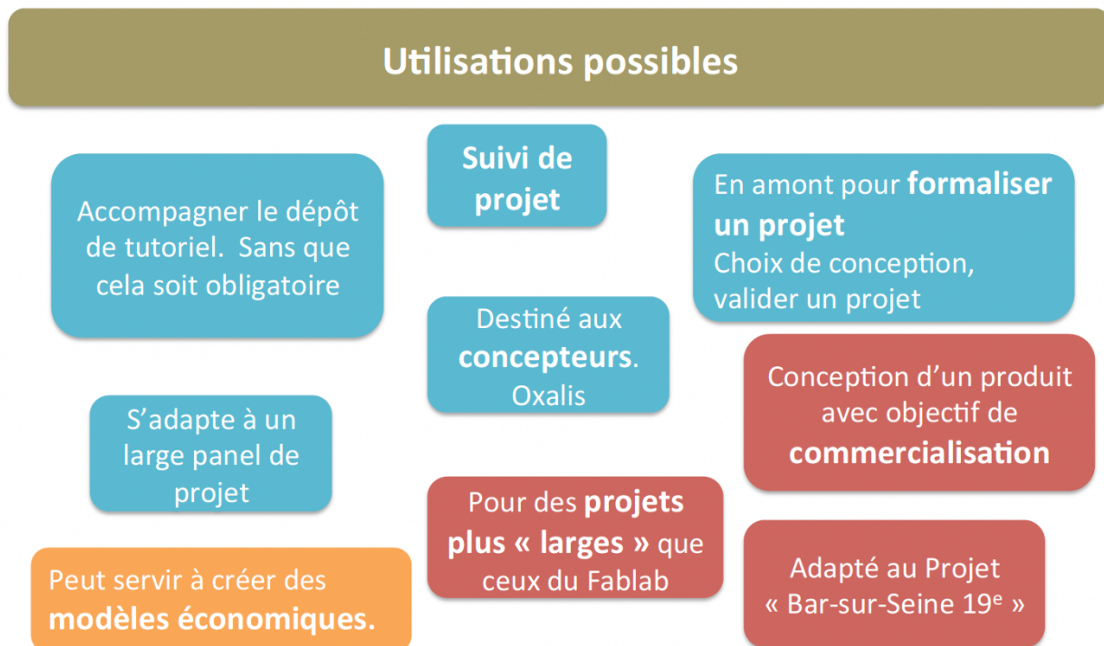 Utilisations possibles
Accompagner le dépôt
de tutoriel.  Sans que
cela soit obligatoire
Suivi de
projet
En amont pour formaliser
un projet
Choix de conception,
valider un projet
Destiné aux
concepteurs.
Oxalis
Conception d’un produit
avec objectif de
commercialisation
S’adapte à un
large panel de
projet
Pour des projets
plus « larges » que
ceux du Fablab
Adapté au Projet
« Bar-sur-Seine 19e »
Peut servir à créer des
modèles économiques.